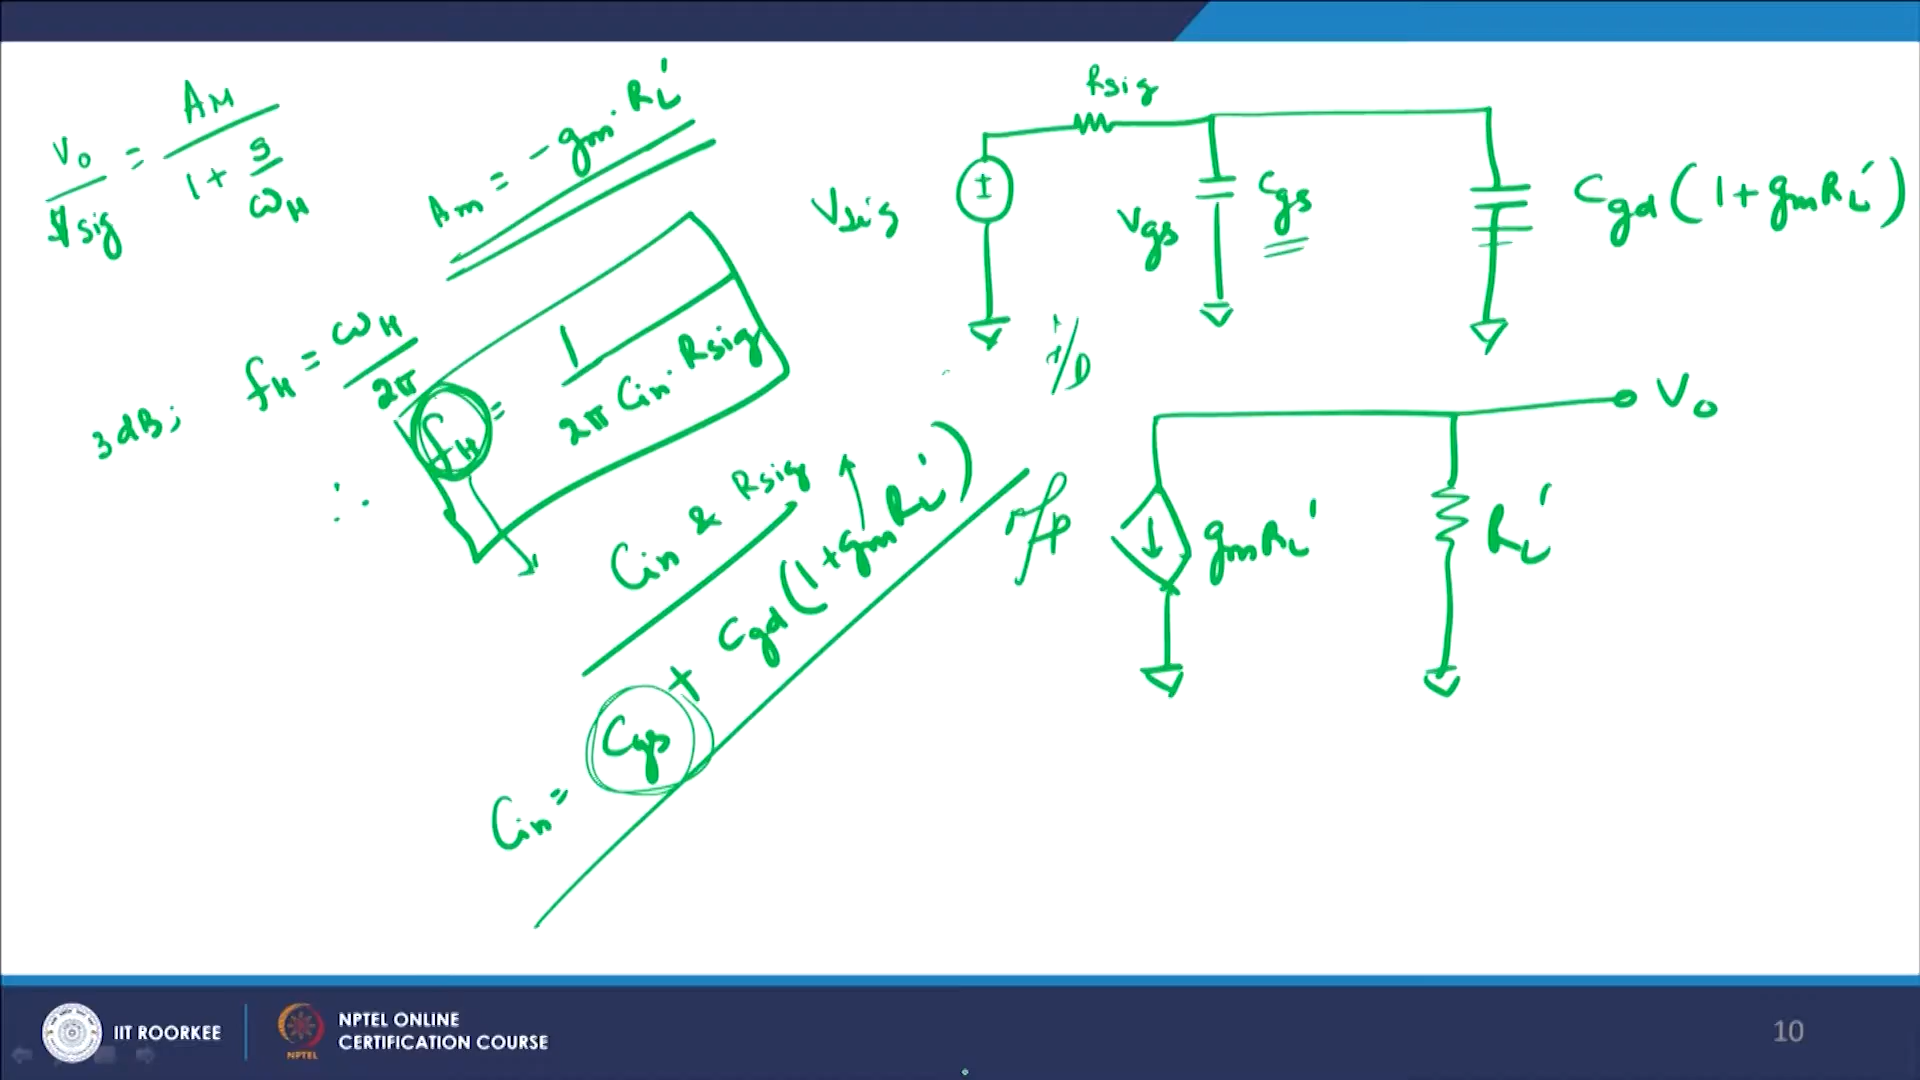 Vo/Vsig = AM/(1 + s/ωH)
Am = -gm·RL'
3dB; fH = ωH/2π
∴ fH = 1/(2π Cin·Rsig)
Cin & Rsig
Cin = Cgs + Cgd(1+gmRL')
Rsig
Vsig
±
Vgs
Cgs
Cgd(1+gmRL')
Vo
gmRL'
RL'
IIT ROORKEE
NPTEL
NPTEL ONLINE
CERTIFICATION COURSE
10